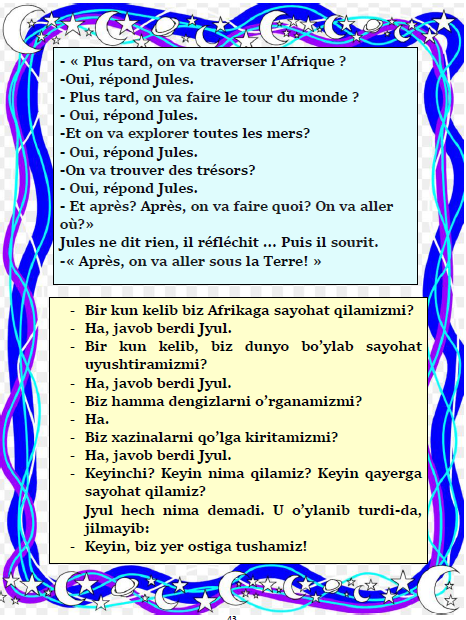 - « Plus tard, on va traverser l'Afrique ?
-Oui, répond Jules.
- Plus tard, on va faire le tour du monde ?
- Oui, répond Jules.
-Et on va explorer toutes les mers?
- Oui, répond Jules.
-On va trouver des trésors?
- Oui, répond Jules.
- Et après? Après, on va faire quoi? On va aller
où?»
Jules ne dit rien, il réfléchit ... Puis il sourit.
-« Après, on va aller sous la Terre! »
- Bir kun kelib biz Afrikaga sayohat qilamizmi?
- Ha, javob berdi Jyul.
- Bir kun kelib, biz dunyo bo’ylab sayohat
uyushtiramizmi?
- Ha, javob berdi Jyul.
- Biz hamma dengizlarni o’rganamizmi?
- Ha.
- Biz xazinalarni qo’lga kiritamizmi?
- Ha, javob berdi Jyul.
- Keyinchi? Keyin nima qilamiz? Keyin qayerga
sayohat qilamiz?
Jyul hech nima demadi. U o’ylanib turdi-da,
jilmayib:
- Keyin, biz yer ostiga tushamiz!
43